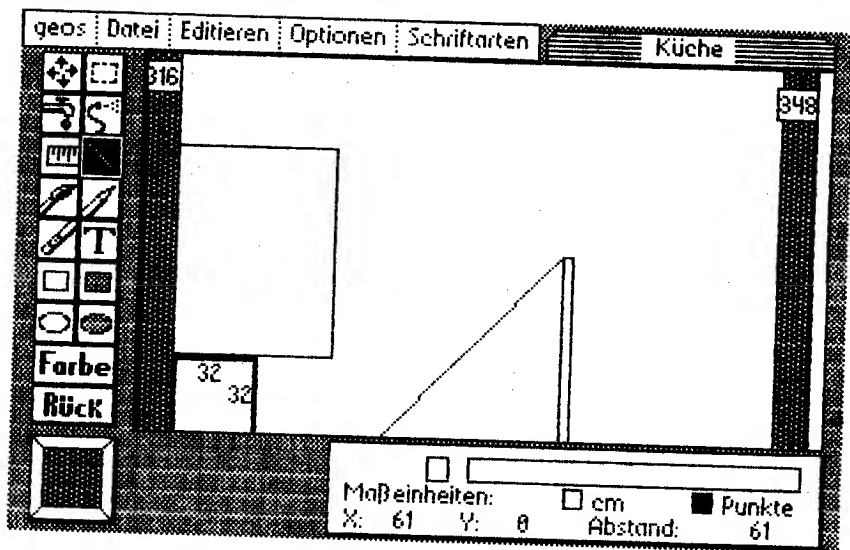 geos Datei Editieren Optionen Schriftarten Küche
316
348
T
Farbe
32
32
Rück
Maßeinheiten: cm Punkte
X: 61 Y: 0 Abstand: 61